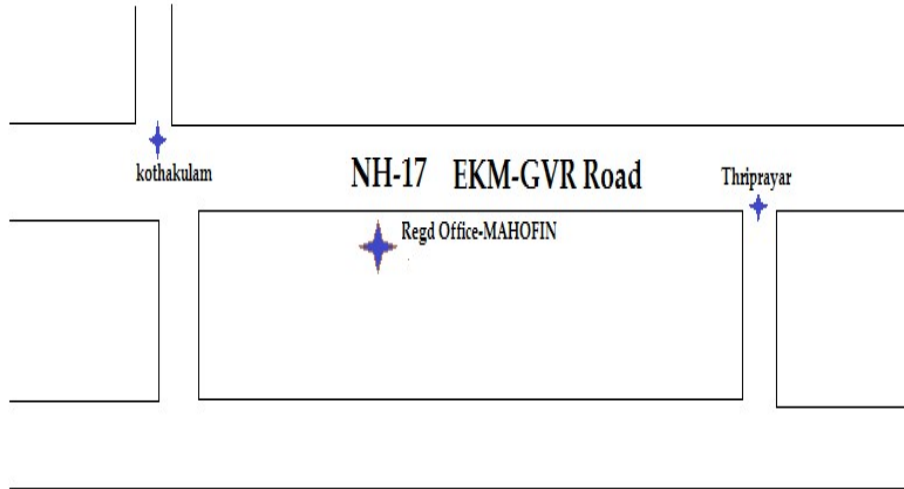 kothakulam
NH-17 EKM-GVR Road
Thriprayar
Regd Office-MAHOFIN